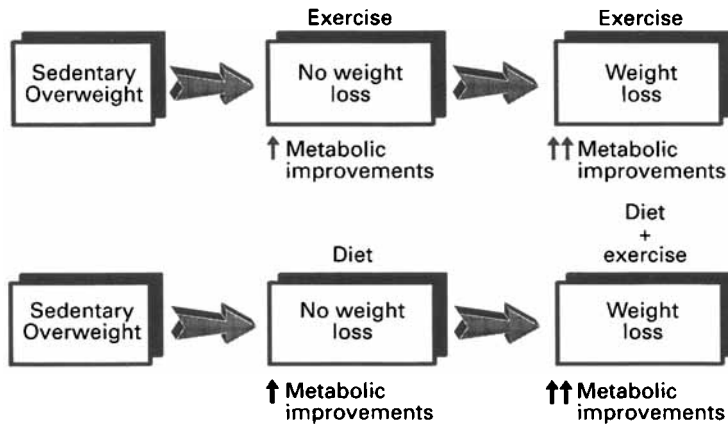 Exercise
Exercise
Sedentary
Overweight
No weight
loss
Weight
loss
↑ Metabolic
improvements
↑↑ Metabolic
improvements
Diet
Diet
+
exercise
Sedentary
Overweight
No weight
loss
Weight
loss
↑ Metabolic
improvements
↑↑ Metabolic
improvements